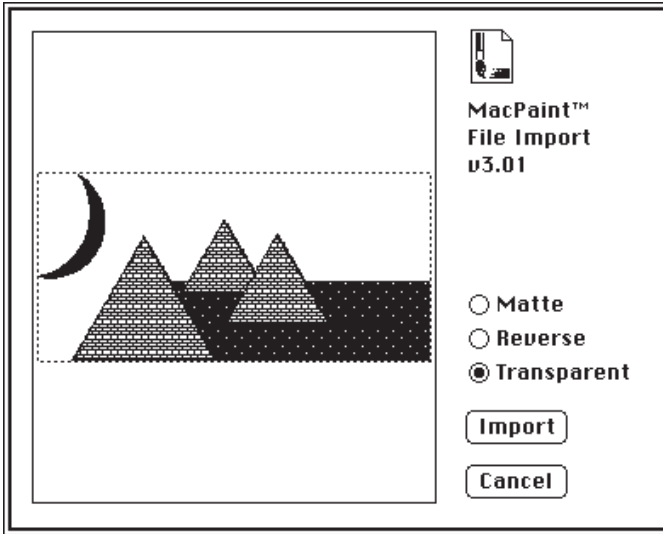 MacPaint™
File Import
v3.01
Matte
Reverse
Transparent
Import
Cancel